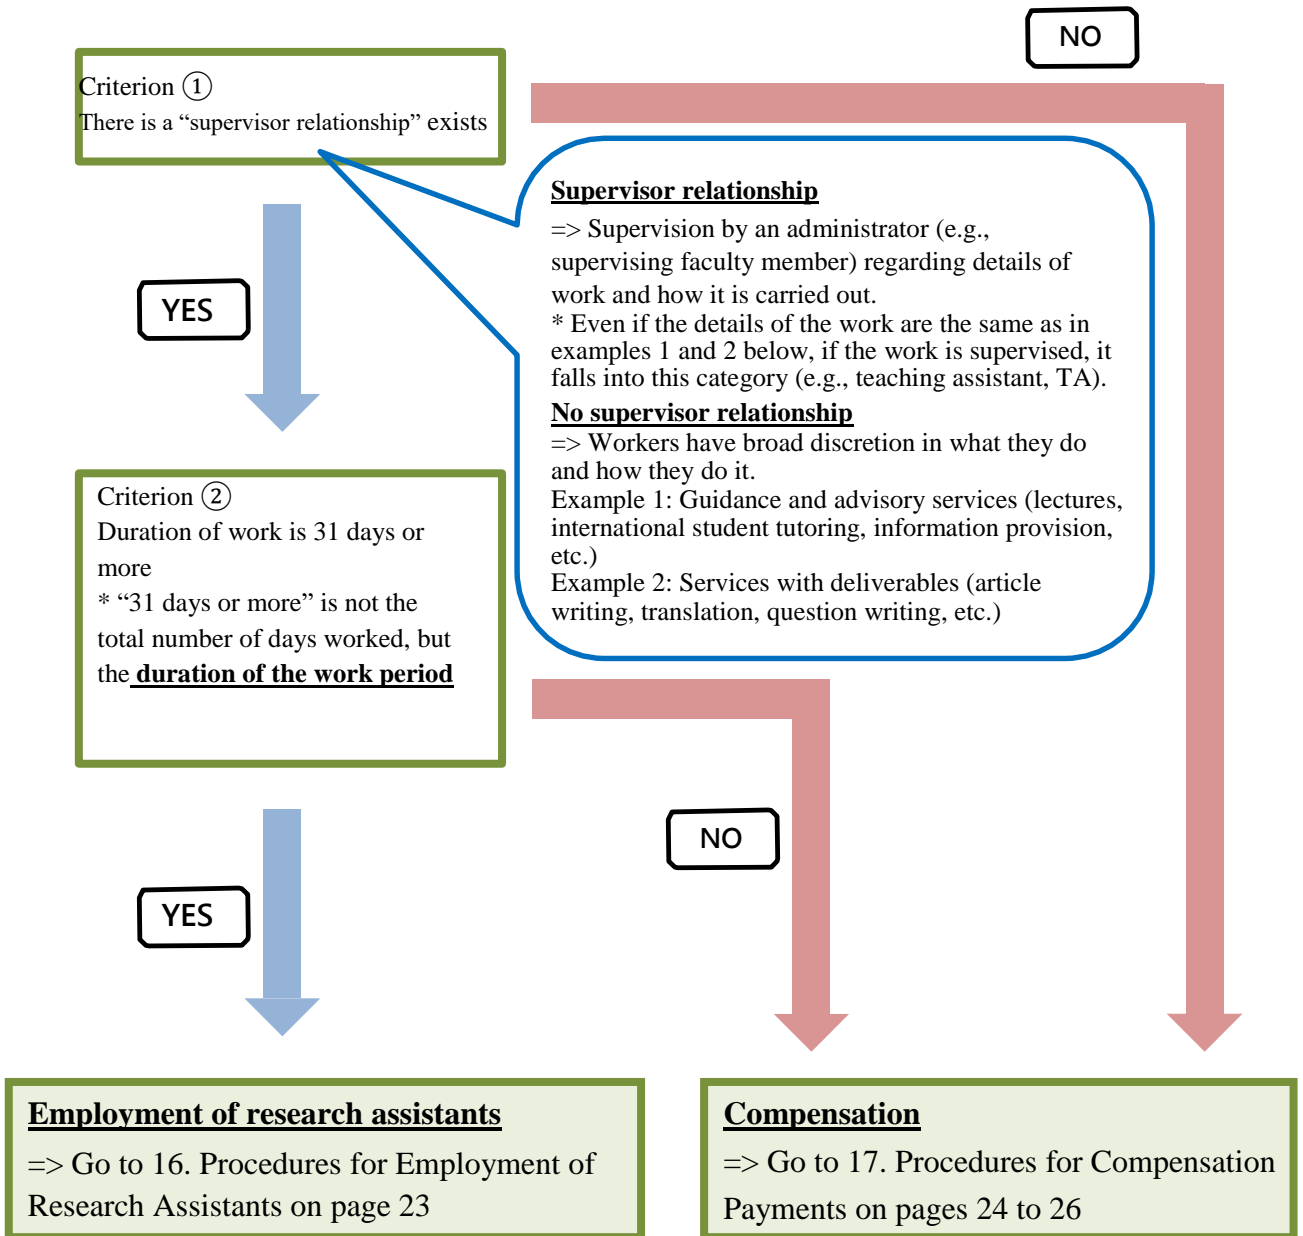 NO
Criterion ①
There is a “supervisor relationship” exists
Supervisor relationship
=> Supervision by an administrator (e.g.,
supervising faculty member) regarding details of
work and how it is carried out.
* Even if the details of the work are the same as in
examples 1 and 2 below, if the work is supervised, it
falls into this category (e.g., teaching assistant, TA).
No supervisor relationship
=> Workers have broad discretion in what they do
and how they do it.
Example 1: Guidance and advisory services (lectures,
international student tutoring, information provision,
etc.)
Example 2: Services with deliverables (article
writing, translation, question writing, etc.)
YES
Criterion ②
Duration of work is 31 days or
more
* “31 days or more” is not the
total number of days worked, but
the duration of the work period
NO
YES
Employment of research assistants
=> Go to 16. Procedures for Employment of
Research Assistants on page 23
Compensation
=> Go to 17. Procedures for Compensation
Payments on pages 24 to 26